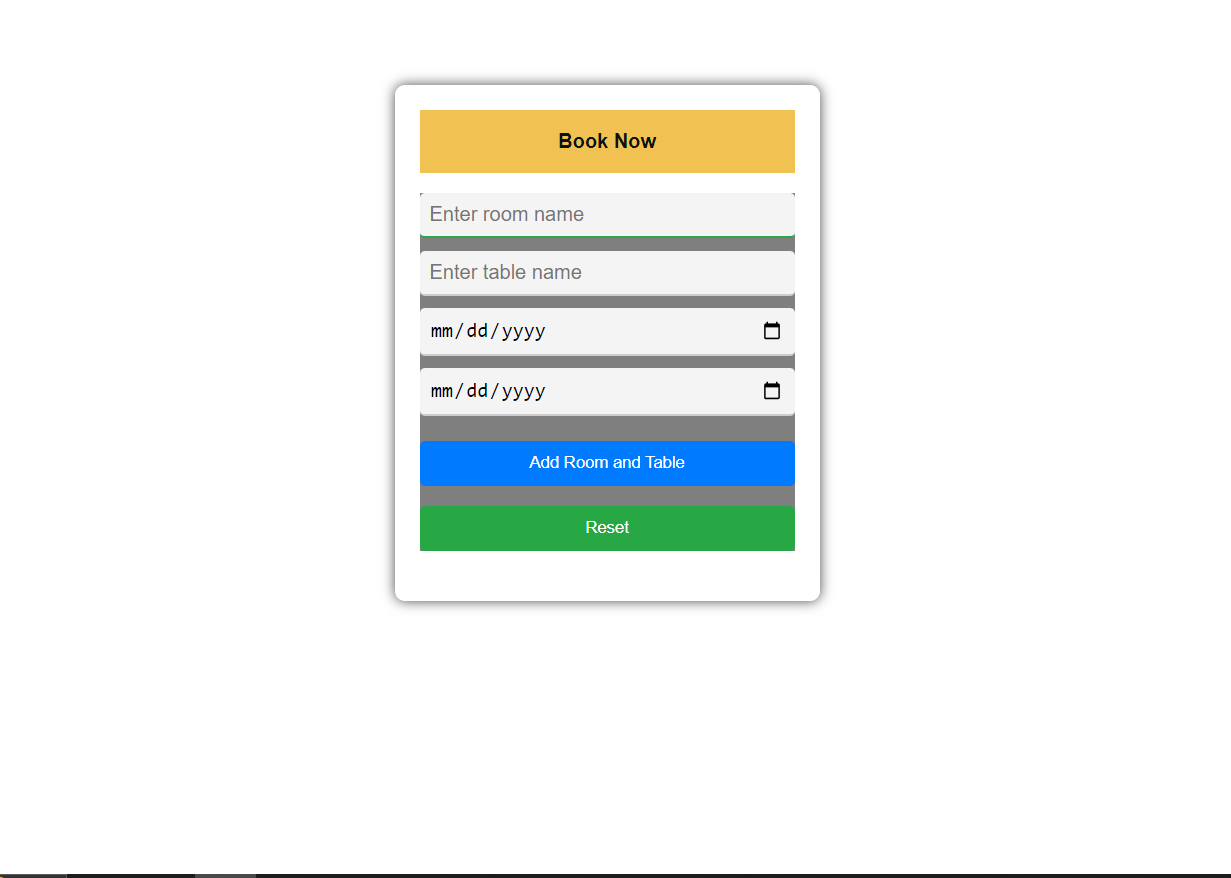 Book Now
Enter room name
Enter table name
mm/dd/yyyy
mm/dd/yyyy
Add Room and Table
Reset